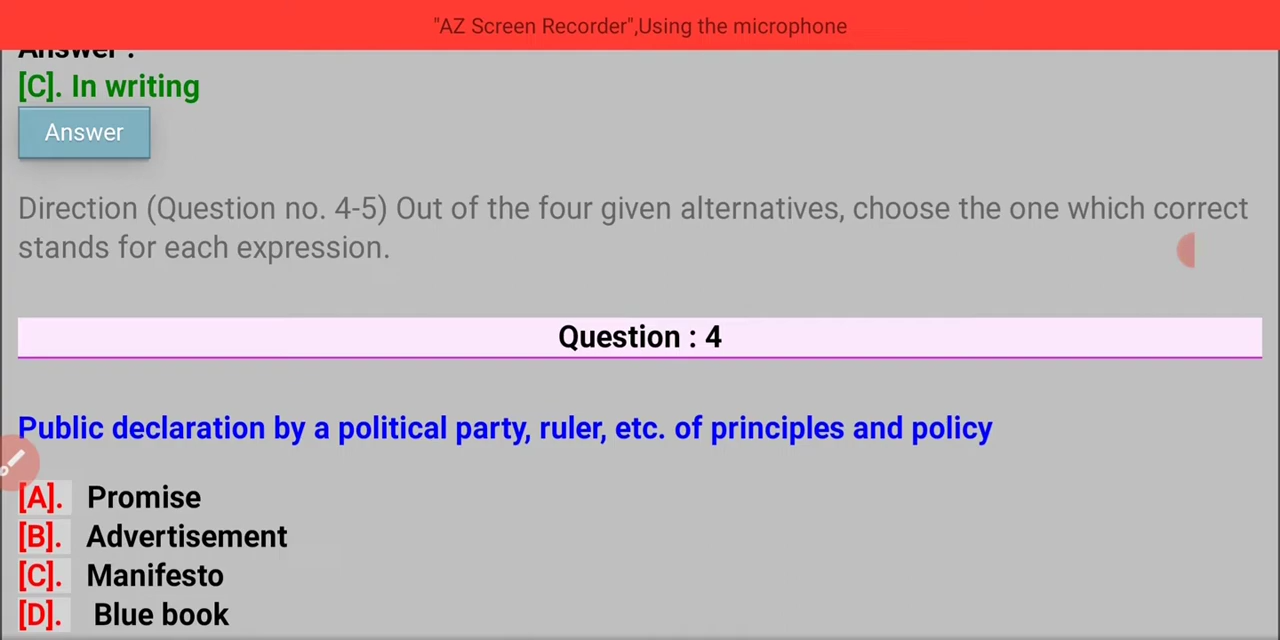 "AZ Screen Recorder",Using the microphone
Answer :
[C]. In writing
Answer
Direction (Question no. 4-5) Out of the four given alternatives, choose the one which correct
stands for each expression.
Question : 4
Public declaration by a political party, ruler, etc. of principles and policy
[A]. Promise
[B]. Advertisement
[C]. Manifesto
[D]. Blue book